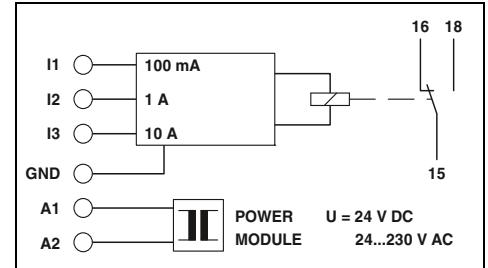 16 18
I1 100 mA
I2 1 A
I3 10 A
GND
15
A1
POWER U = 24 V DC
A2 MODULE 24...230 V AC